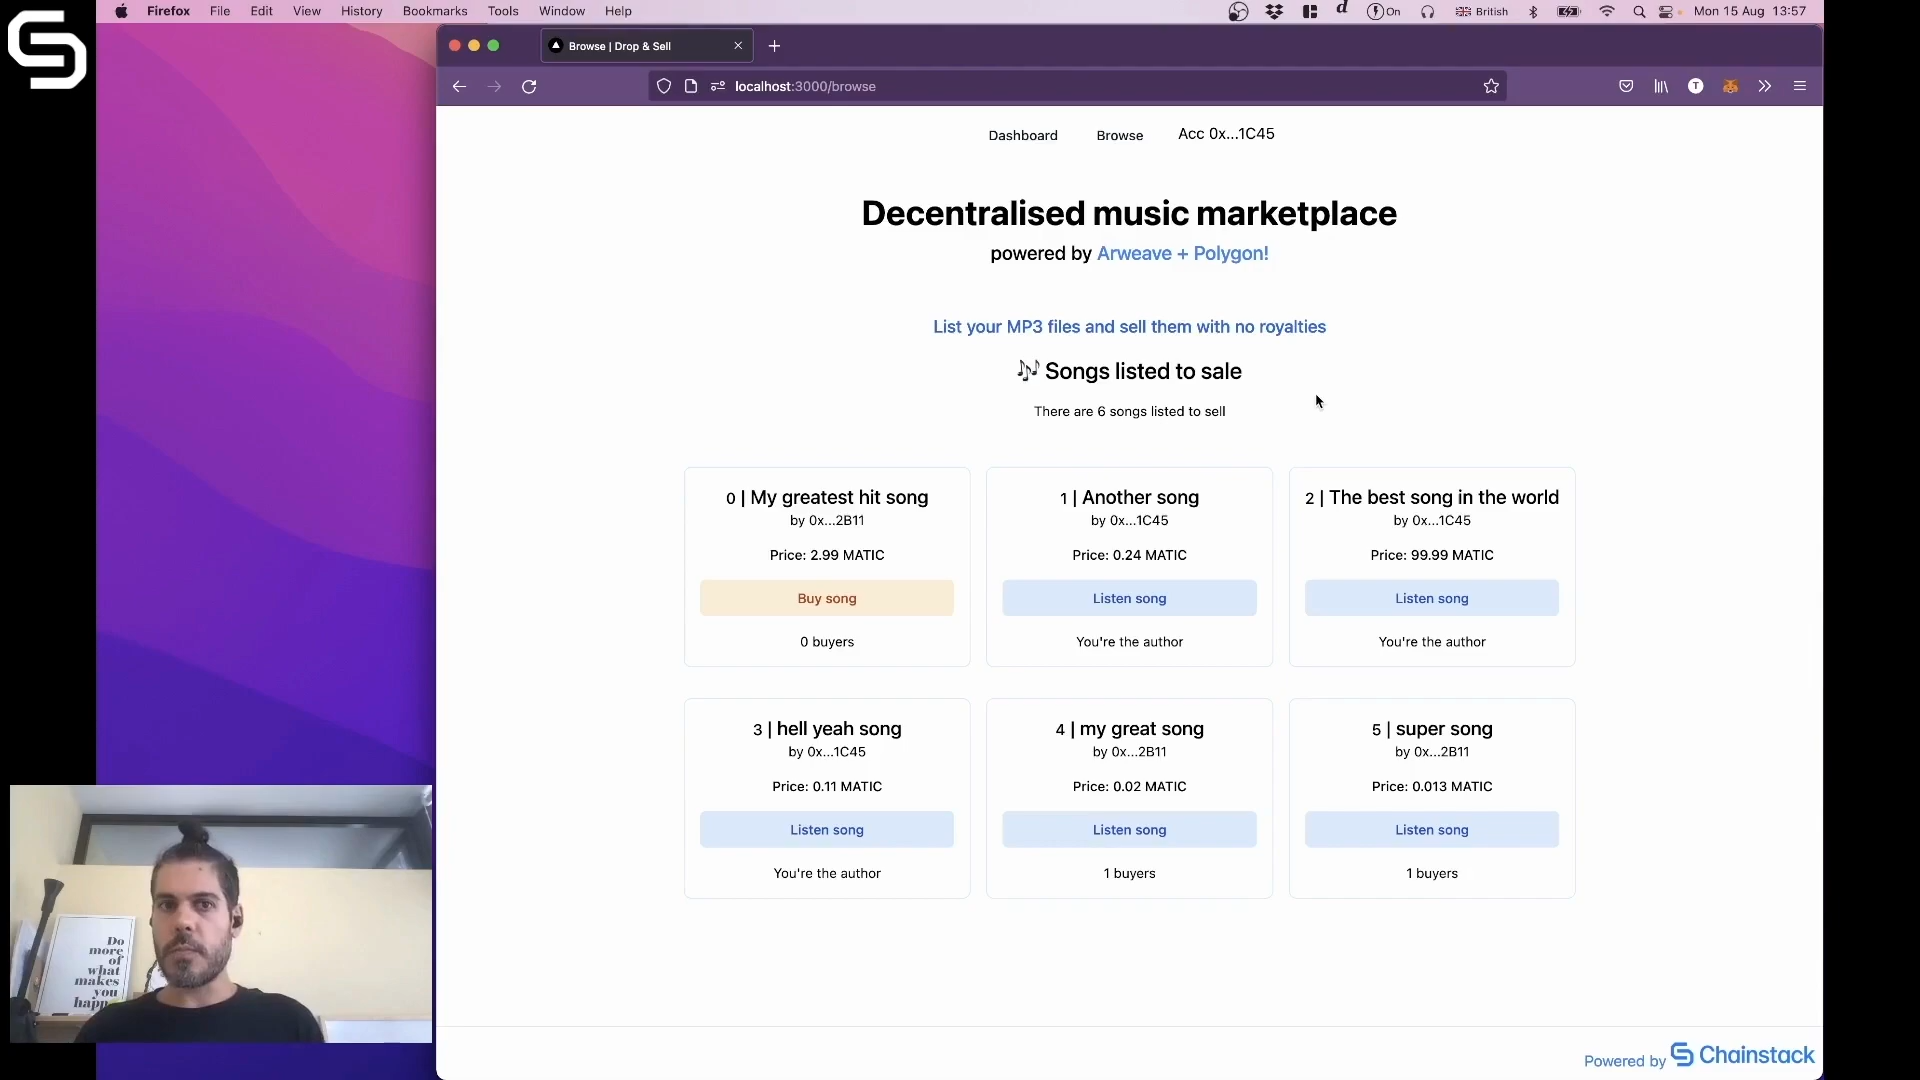 Firefox File Edit View History Bookmarks Tools Window Help
On British Mon 15 Aug 13:57
Browse | Drop & Sell
localhost:3000/browse
T
Dashboard Browse Acc 0x...1C45
Decentralised music marketplace
powered by Arweave + Polygon!
List your MP3 files and sell them with no royalties
🎶 Songs listed to sale
There are 6 songs listed to sell
0 | My greatest hit song
by 0x...2B11
Price: 2.99 MATIC
Buy song
0 buyers
1 | Another song
by 0x...1C45
Price: 0.24 MATIC
Listen song
You're the author
2 | The best song in the world
by 0x...1C45
Price: 99.99 MATIC
Listen song
You're the author
3 | hell yeah song
by 0x...1C45
Price: 0.11 MATIC
Listen song
You're the author
4 | my great song
by 0x...2B11
Price: 0.02 MATIC
Listen song
1 buyers
5 | super song
by 0x...2B11
Price: 0.013 MATIC
Listen song
1 buyers
Do
more
of
what
makes
you
happ
Powered by Chainstack